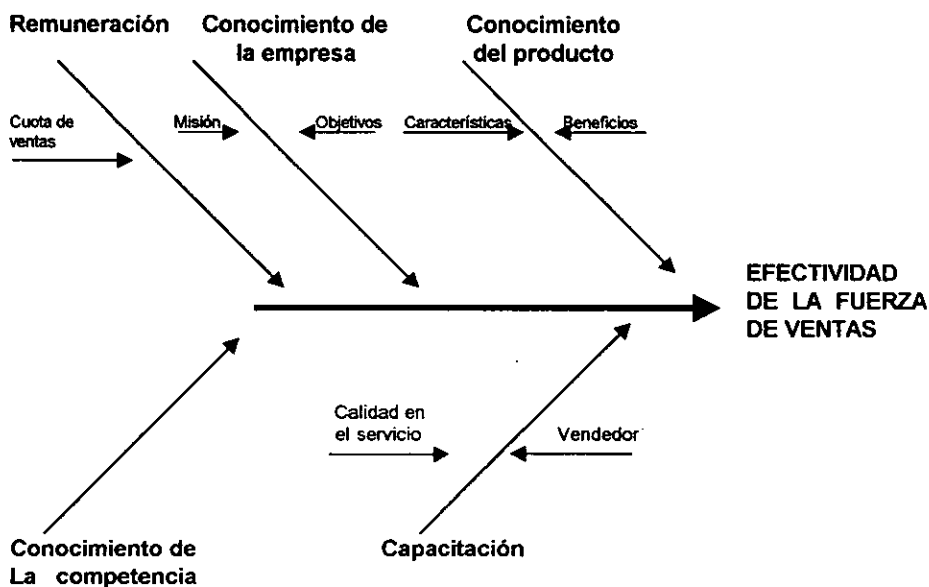 Remuneración
Conocimiento de
la empresa
Conocimiento
del producto
Cuota de
ventas
Misión
Objetivos
Características
Beneficios
EFECTIVIDAD
DE LA FUERZA
DE VENTAS
Calidad en
el servicio
Vendedor
Conocimiento de
La competencia
Capacitación